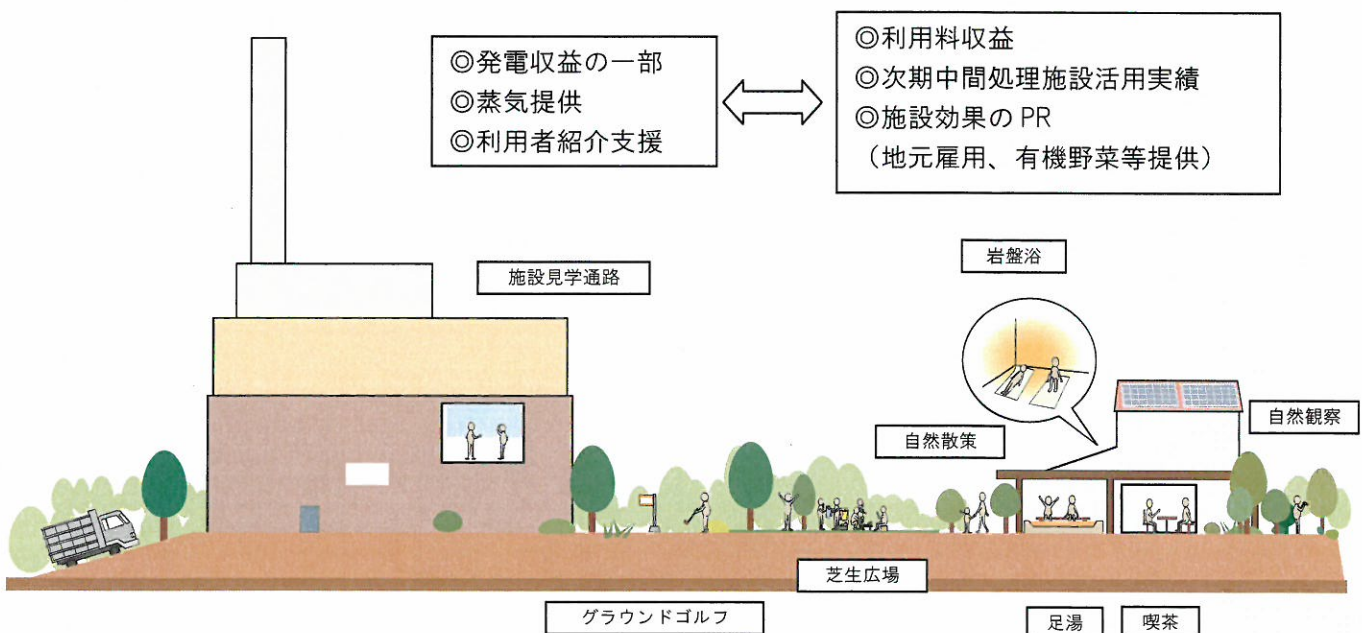 ◎発電収益の一部
◎蒸気提供
◎利用者紹介支援
◎利用料収益
◎次期中間処理施設活用実績
◎施設効果の PR
（地元雇用、有機野菜等提供）
岩盤浴
施設見学通路
自然観察
自然散策
芝生広場
グラウンドゴルフ
足湯
喫茶